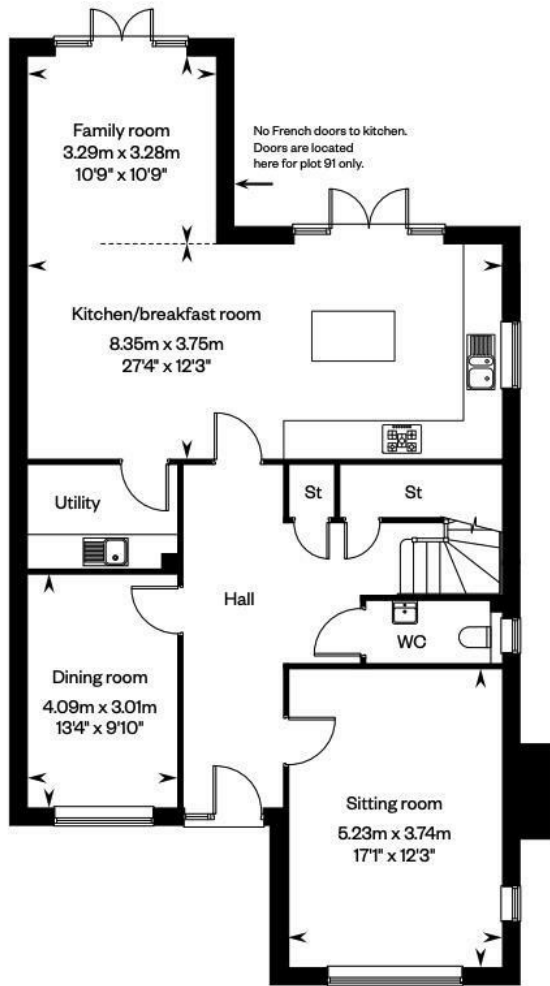 Family room
3.29m x 3.28m
10'9" x 10'9"
No French doors to kitchen.
Doors are located
here for plot 91 only.
Kitchen/breakfast room
8.35m x 3.75m
27'4" x 12'3"
Utility
St
St
Hall
WC
Dining room
4.09m x 3.01m
13'4" x 9'10"
Sitting room
5.23m x 3.74m
17'1" x 12'3"